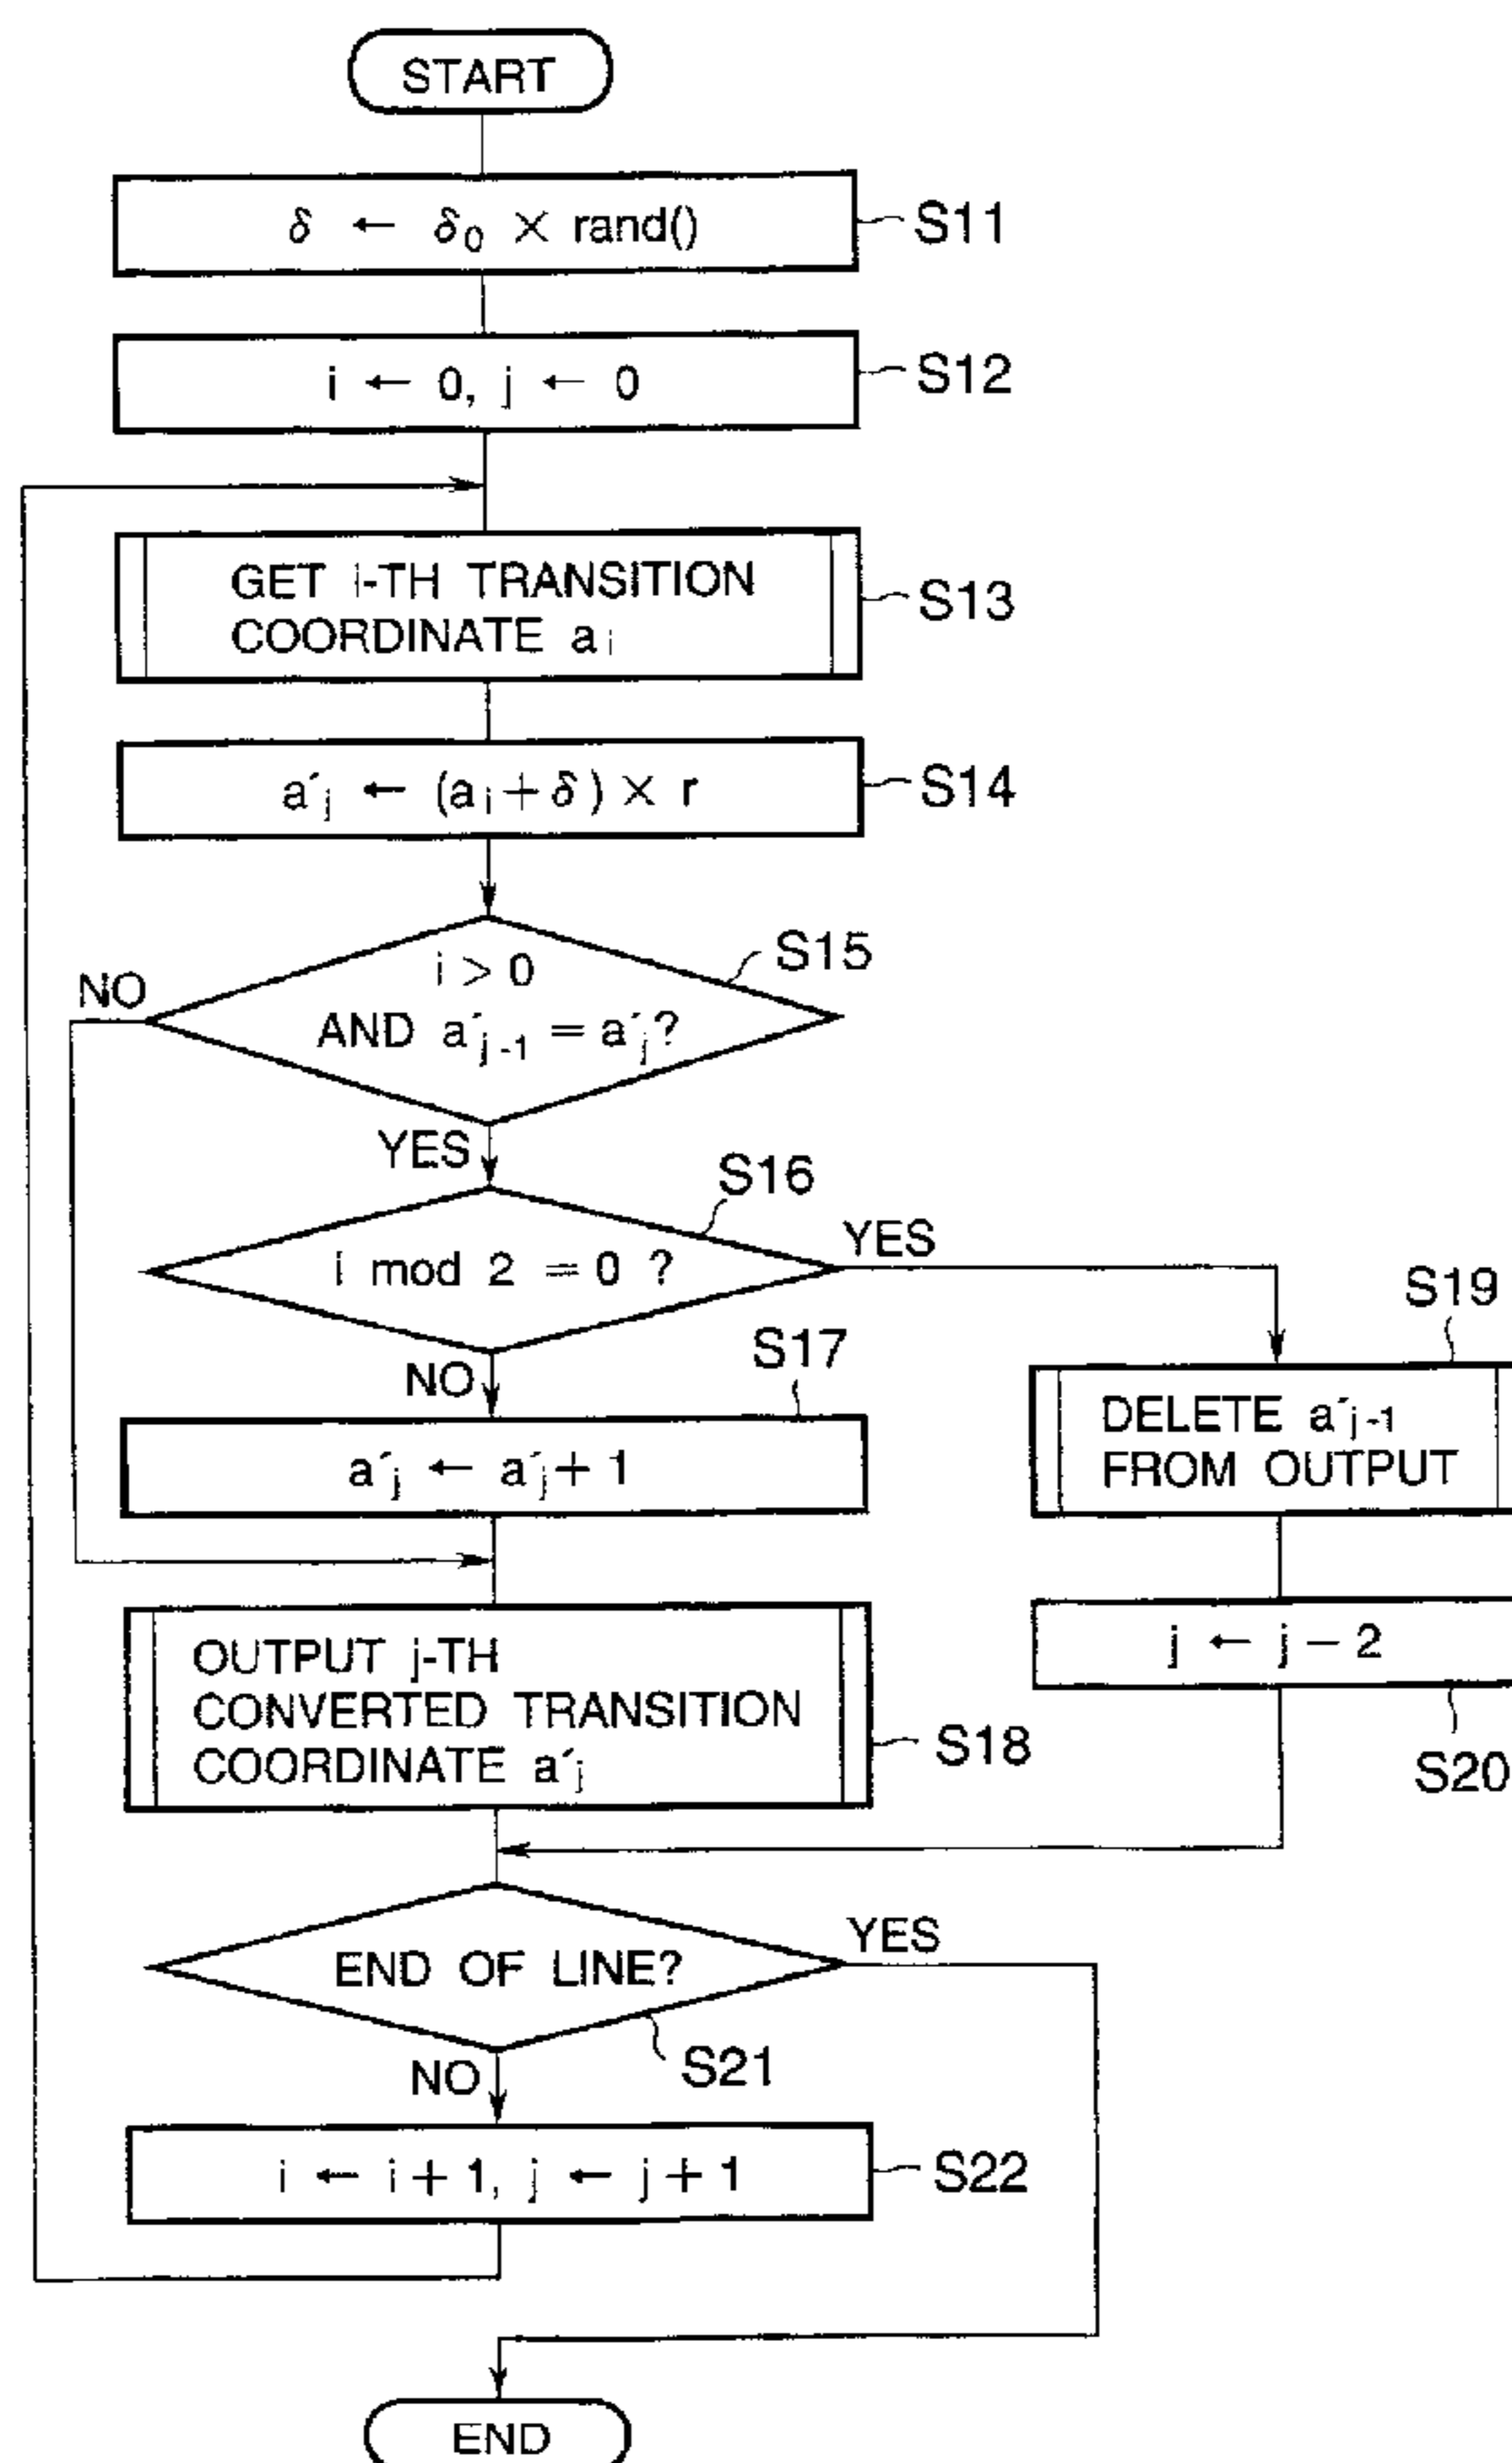 START
δ ← δ₀ × rand()
S11
i ← 0, j ← 0
S12
GET i-TH TRANSITION
COORDINATE aᵢ
S13
a´ⱼ ← (aᵢ + δ) × r
S14
i > 0
AND a´ⱼ₋₁ = a´ⱼ?
S15
NO
YES
i mod 2 = 0 ?
S16
YES
NO
a´ⱼ ← a´ⱼ + 1
S17
DELETE a´ⱼ₋₁
FROM OUTPUT
S19
j ← j − 2
S20
OUTPUT j-TH
CONVERTED TRANSITION
COORDINATE a´ⱼ
S18
END OF LINE?
S21
YES
NO
i ← i + 1, j ← j + 1
S22
END